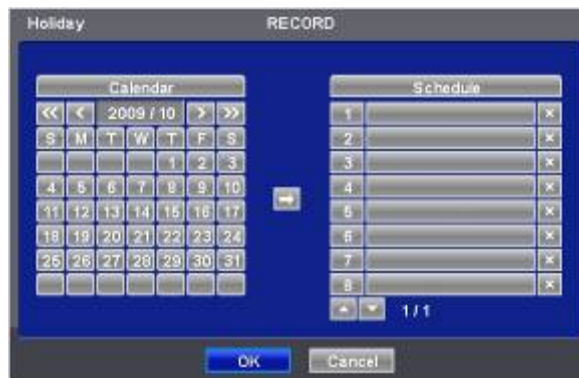 Holiday RECORD
Calendar
<< < 2009 / 10 > >>
S M T W T F S
1 2 3
4 5 6 7 8 9 10
11 12 13 14 15 16 17
18 19 20 21 22 23 24
25 26 27 28 29 30 31
Schedule
1 ×
2 ×
3 ×
4 ×
5 ×
6 ×
7 ×
8 ×
1 / 1
OK Cancel